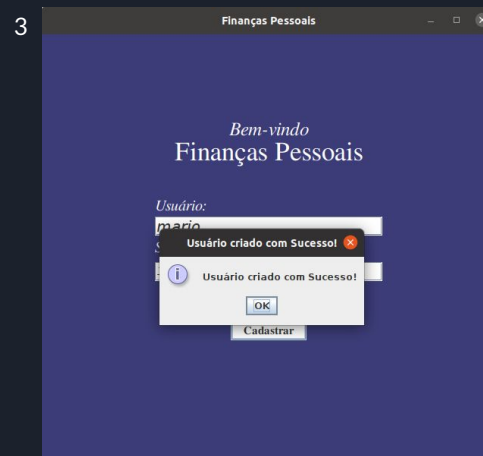 3
Finanças Pessoais
Bem-vindo
Finanças Pessoais
Usuário:
mario
Usuário criado com Sucesso!
Usuário criado com Sucesso!
OK
Cadastrar